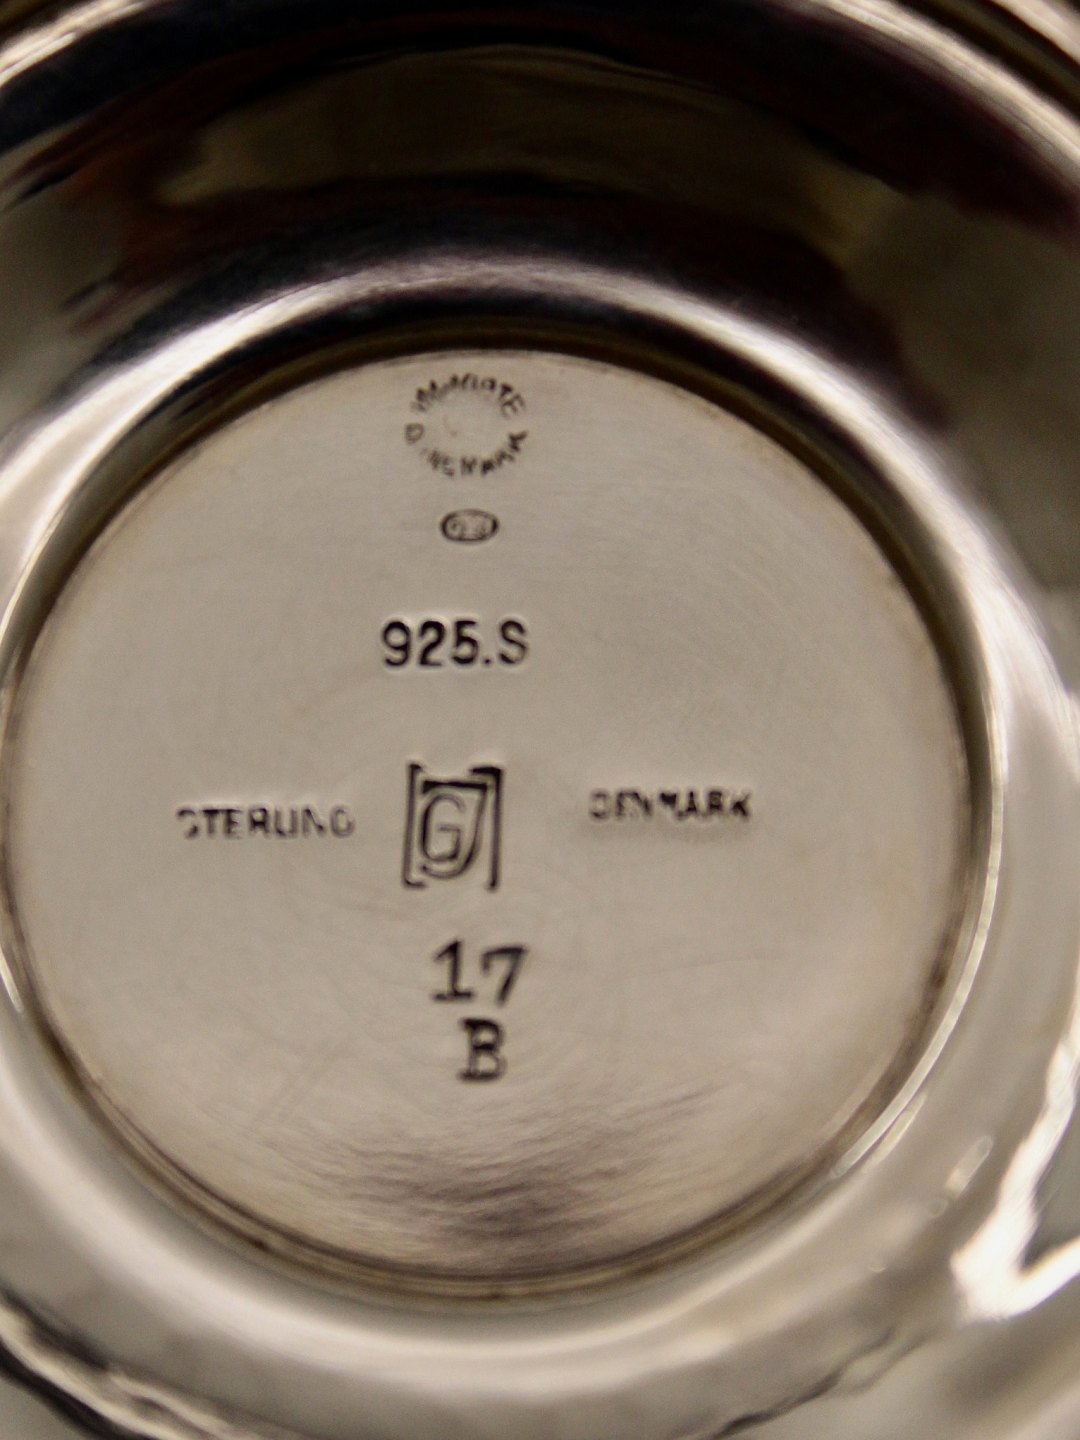 925.S
STERLING GJ DENMARK
17
B